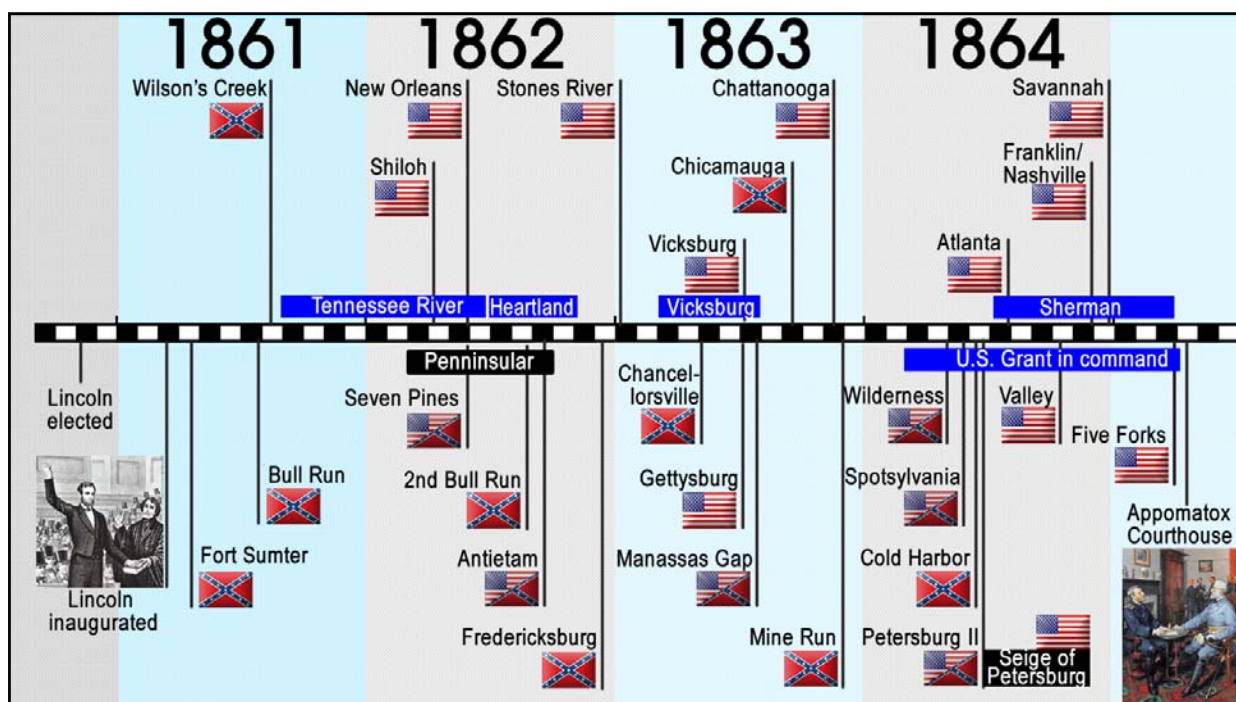 1861
1862
1863
1864
Wilson's Creek
New Orleans
Stones River
Chattanooga
Savannah
Shiloh
Chicamauga
Franklin/
Nashville
Vicksburg
Atlanta
Tennessee River
Heartland
Vicksburg
Sherman
Penninsular
U.S. Grant in command
Lincoln
elected
Seven Pines
Chancel-
lorsville
Wilderness
Valley
Five Forks
Bull Run
2nd Bull Run
Gettysburg
Spotsylvania
Appomatox
Courthouse
Fort Sumter
Antietam
Manassas Gap
Cold Harbor
Lincoln
inaugurated
Fredericksburg
Mine Run
Petersburg II
Seige of
Petersburg